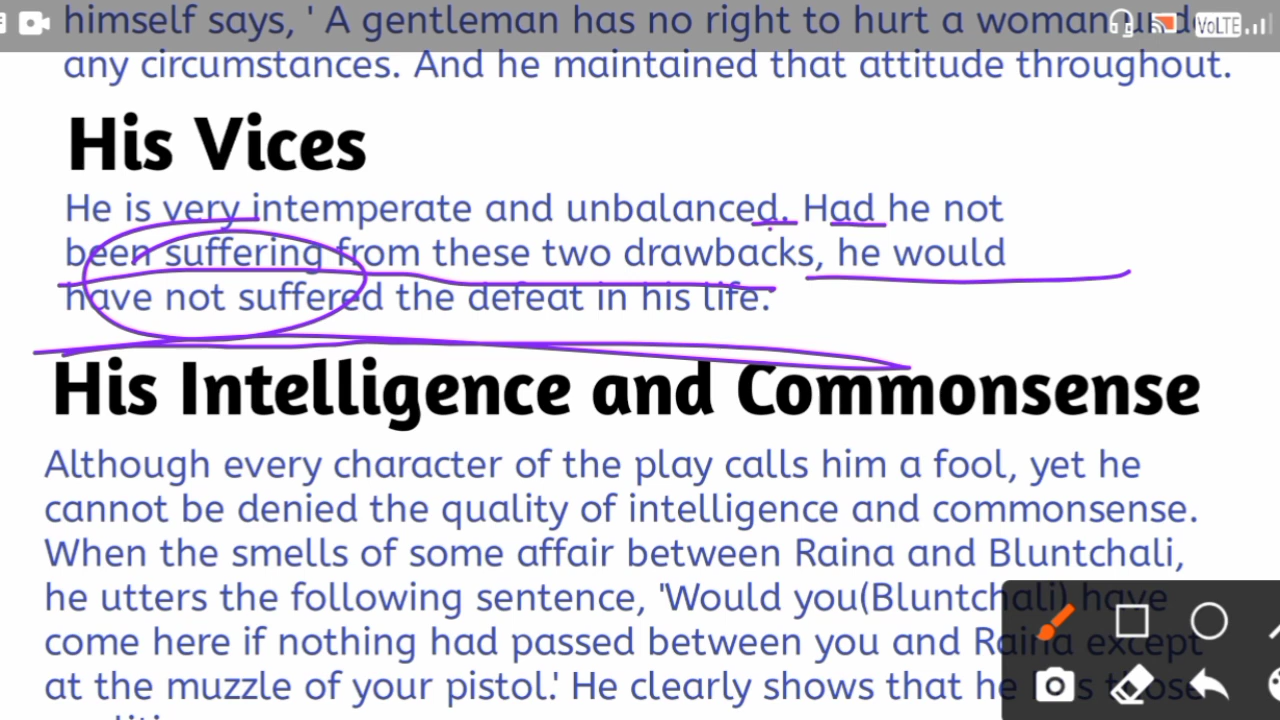 himself says, ' A gentleman has no right to hurt a woman
any circumstances. And he maintained that attitude throughout.
VoLTE
His Vices
He is very intemperate and unbalanced. Had he not
been suffering from these two drawbacks, he would
have not suffered the defeat in his life.
His Intelligence and Commonsense
Although every character of the play calls him a fool, yet he
cannot be denied the quality of intelligence and commonsense.
When the smells of some affair between Raina and Bluntchali,
he utters the following sentence, 'Would you(Bluntchali) have
come here if nothing had passed between you and Raina except
at the muzzle of your pistol.' He clearly shows that he